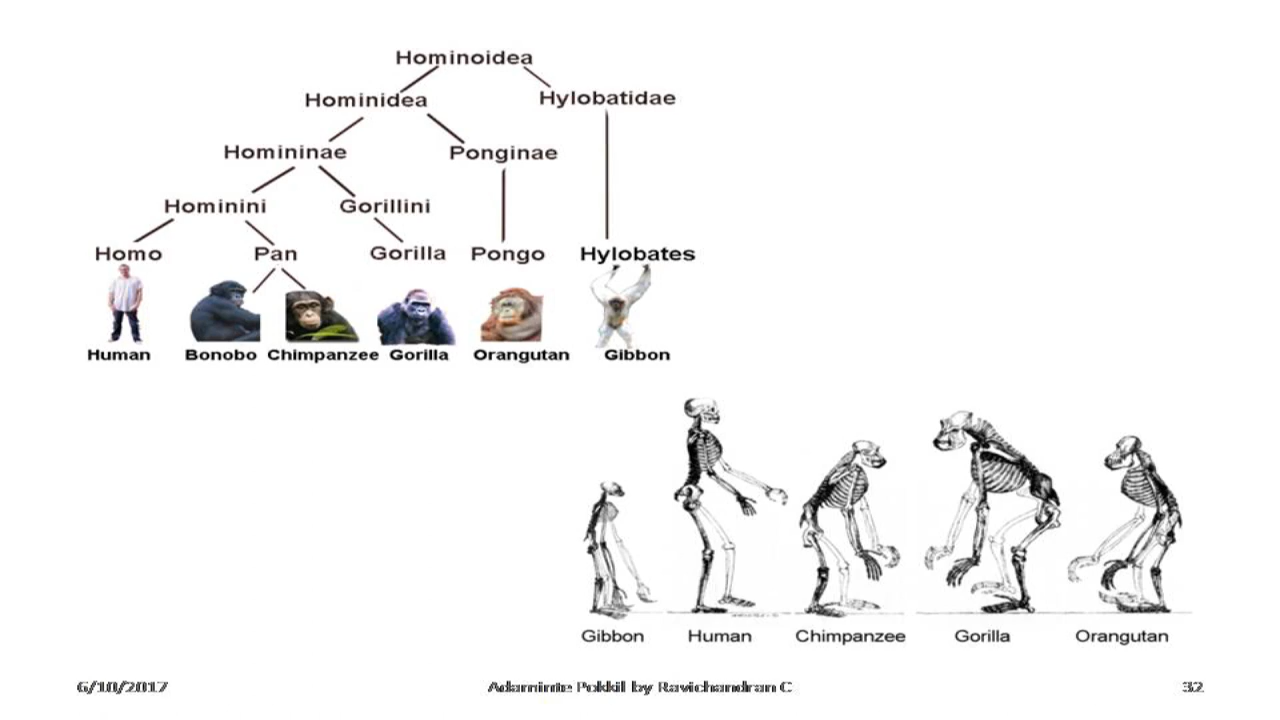 Hominoidea
Hominidea Hylobatidae
Homininae Ponginae
Hominini Gorillini
Homo Pan Gorilla Pongo Hylobates
Human Bonobo Chimpanzee Gorilla Orangutan Gibbon
Gibbon Human Chimpanzee Gorilla Orangutan
6/10/2017 Adaminte Pokkil by Ravichandran C 32